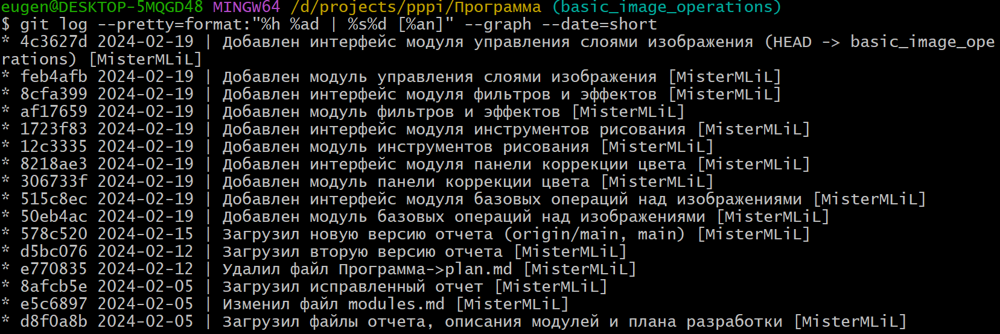 eugen@DESKTOP-5MQGD48 MINGW64 /d/projects/pppi/Программа (basic_image_operations)
$ git log --pretty=format:"%h %ad | %s%d [%an]" --graph --date=short
* 4c3627d 2024-02-19 | Добавлен интерфейс модуля управления слоями изображения (HEAD -> basic_image_ope
rations) [MisterMLiL]
* feb4afb 2024-02-19 | Добавлен модуль управления слоями изображения [MisterMLiL]
* 8cfa399 2024-02-19 | Добавлен интерфейс модуля фильтров и эффектов [MisterMLiL]
* af17659 2024-02-19 | Добавлен модуль фильтров и эффектов [MisterMLiL]
* 1723f83 2024-02-19 | Добавлен интерфейс модуля инструментов рисования [MisterMLiL]
* 12c3335 2024-02-19 | Добавлен модуль инструментов рисования [MisterMLiL]
* 8218ae3 2024-02-19 | Добавлен интерфейс модуля панели коррекции цвета [MisterMLiL]
* 306733f 2024-02-19 | Добавлен модуль панели коррекции цвета [MisterMLiL]
* 515c8ec 2024-02-19 | Добавлен интерфейс модуля базовых операций над изображениями [MisterMLiL]
* 50eb4ac 2024-02-19 | Добавлен модуль базовых операций над изображениями [MisterMLiL]
* 578c520 2024-02-15 | Загрузил новую версию отчета (origin/main, main) [MisterMLiL]
* d5bc076 2024-02-12 | Загрузил вторую версию отчета [MisterMLiL]
* e770835 2024-02-12 | Удалил файл Программа->plan.md [MisterMLiL]
* 8afcb5e 2024-02-05 | Загрузил исправленный отчет [MisterMLiL]
* e5c6897 2024-02-05 | Изменил файл modules.md [MisterMLiL]
* d8f0a8b 2024-02-05 | Загрузил файлы отчета, описания модулей и плана разработки [MisterMLiL]